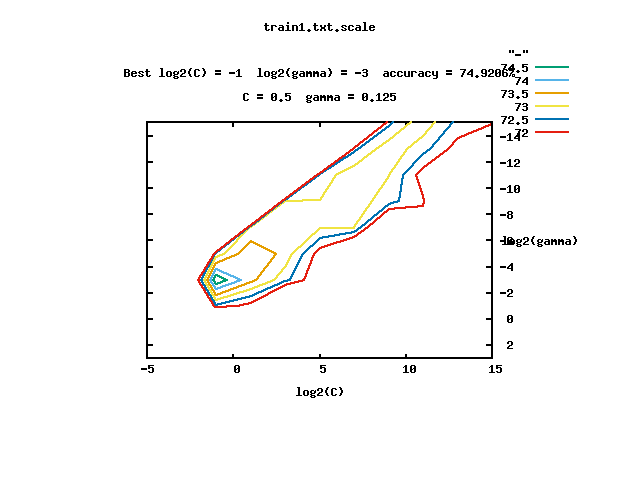 train1.txt.scale
"-"
Best log2(C) = -1  log2(gamma) = -3  accuracy = 74.9206%
74.5
74
C = 0.5  gamma = 0.125
73.5
73
72.5
72
-14
-12
-10
-8
-6
log2(gamma)
-4
-2
0
2
-5 0 5 10 15
log2(C)